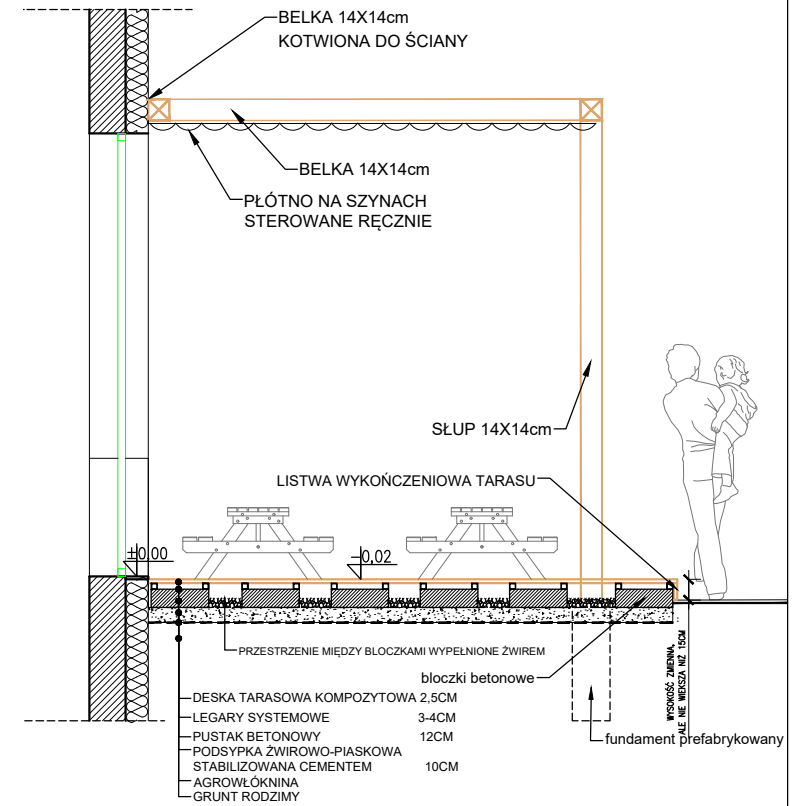 BELKA 14X14cm
KOTWIONA DO ŚCIANY
BELKA 14X14cm
PŁÓTNO NA SZYNACH
STEROWANE RĘCZNIE
SŁUP 14X14cm
LISTWA WYKOŃCZENIOWA TARASU
±0.00
-0,02
PRZESTRZENIE MIĘDZY BLOCZKAMI WYPEŁNIONE ŻWIREM
bloczki betonowe
WYSOKOŚĆ ZMIENNA,
ALE NIE WIEKSZA NIŻ 15CM
DESKA TARASOWA KOMPOZYTOWA 2,5CM
LEGARY SYSTEMOWE 3-4CM
PUSTAK BETONOWY 12CM
PODSYPKA ŻWIROWO-PIASKOWA
STABILIZOWANA CEMENTEM 10CM
AGROWŁÓKNINA
GRUNT RODZIMY
fundament prefabrykowany